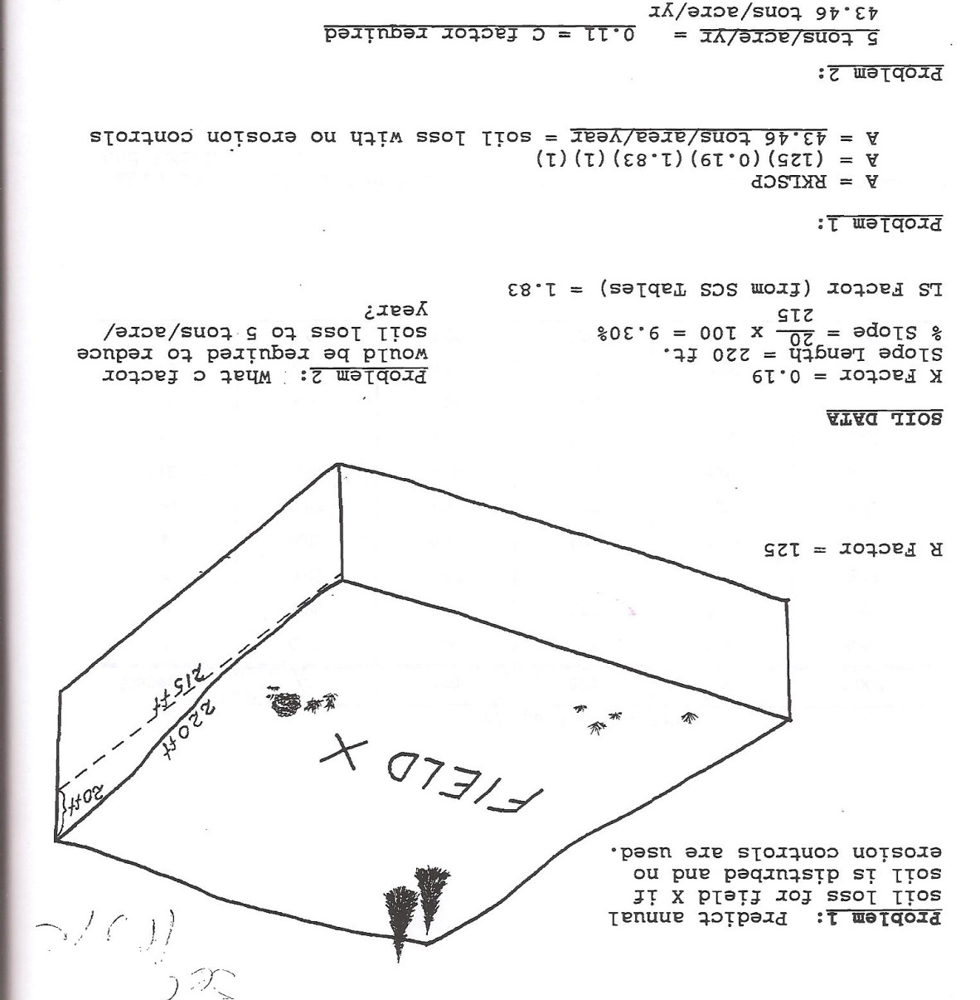 Problem 1: Predict annual
soil loss for field X if
soil is disturbed and no
erosion controls are used.
FIELD X
20ft
220ft
215ft
R Factor = 125
SOIL DATA
K Factor = 0.19
Slope Length = 220 ft.
% Slope = 20 x 100 = 9.30%
215
LS Factor (from SCS Tables) = 1.83
Problem 2: What c factor
would be required to reduce
soil loss to 5 tons/acre/
year?
Problem 1:
A = RKLSCP
A = (125)(0.19)(1.83)(1)(1)
A = 43.46 tons/area/year = soil loss with no erosion controls
Problem 2:
5 tons/acre/yr = 0.11 = C factor required
43.46 tons/acre/yr